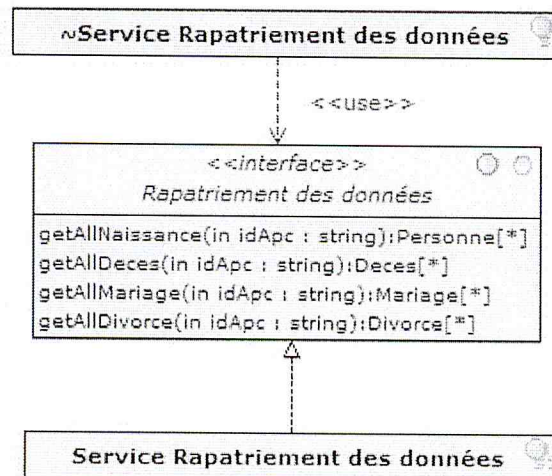 ~Service Rapatriement des données
<<use>>
<<interface>>
Rapatriement des données
getAllNaissance(in idApc : string):Personne[*]
getAllDeces(in idApc : string):Deces[*]
getAllMariage(in idApc : string):Mariage[*]
getAllDivorce(in idApc : string):Divorce[*]
Service Rapatriement des données